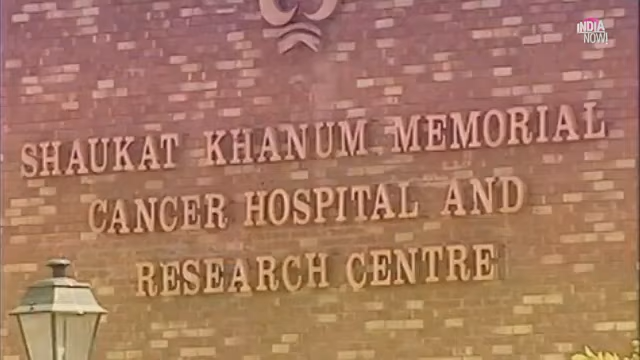 INDIA
NOW!
SHAUKAT KHANUM MEMORIAL
CANCER HOSPITAL AND
RESEARCH CENTRE